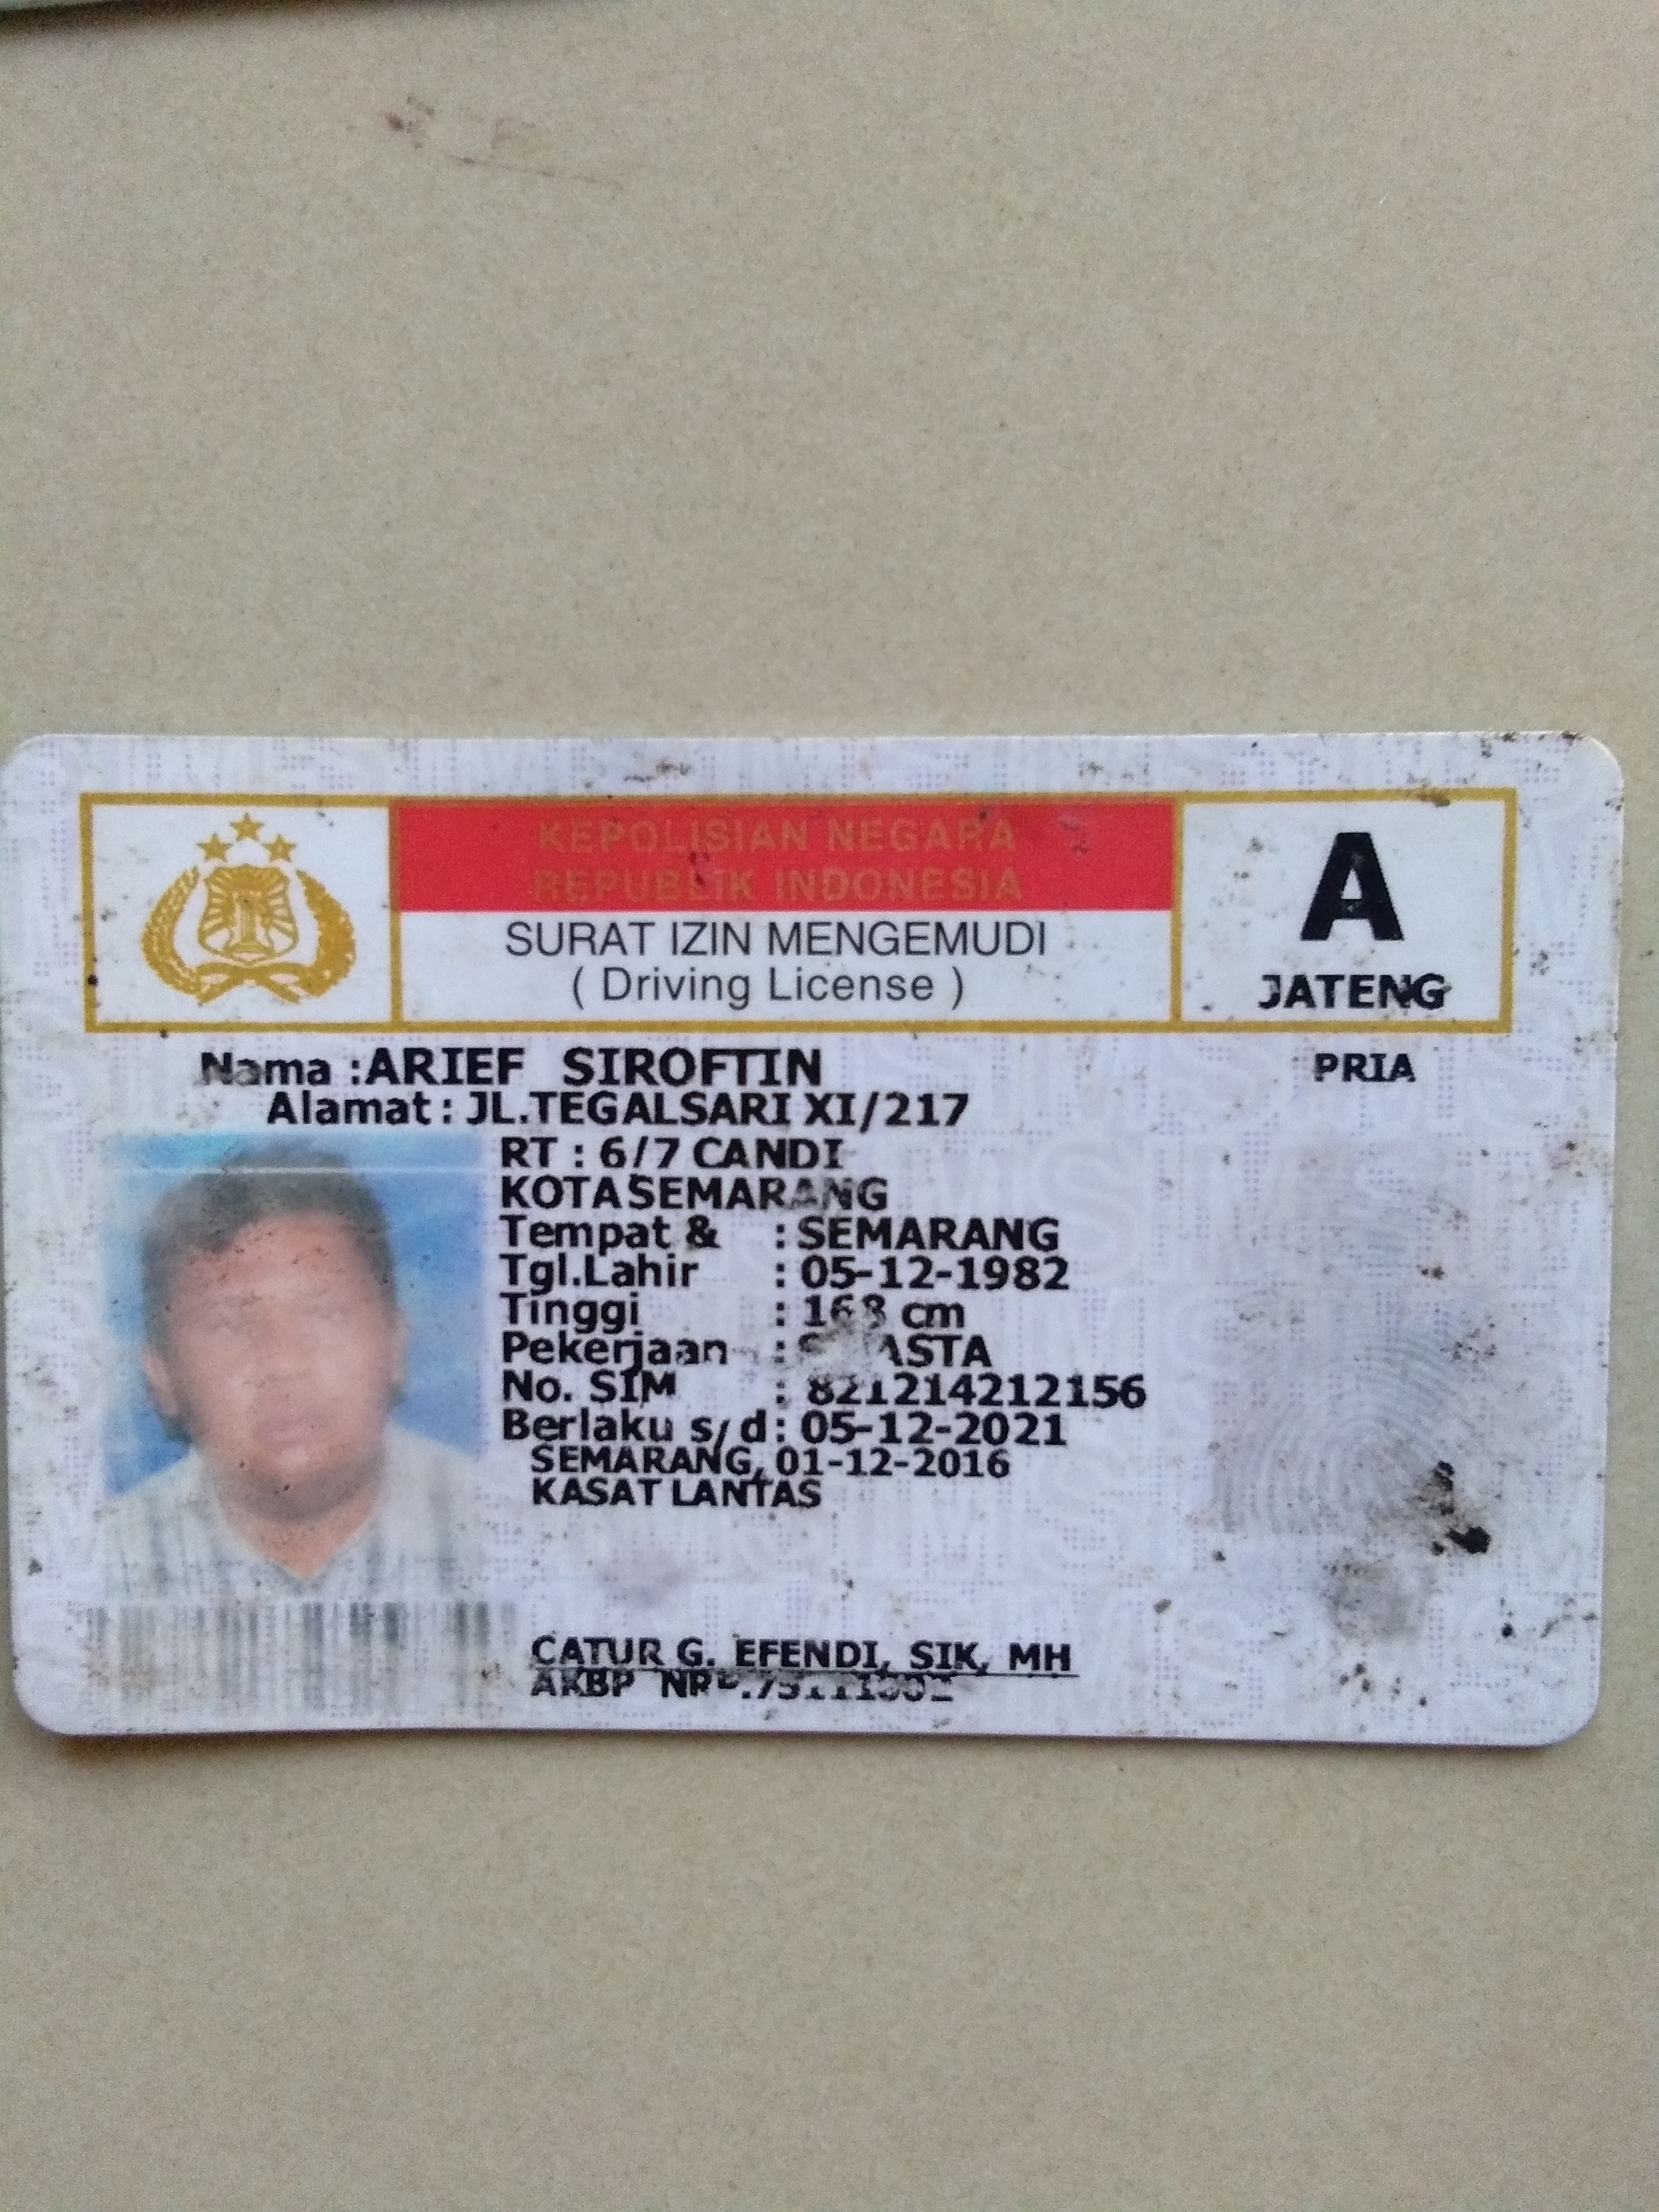 KEPOLISIAN NEGARA
REPUBLIK INDONESIA
SURAT IZIN MENGEMUDI
( Driving License )
A
JATENG
Nama :ARIEF SIROFTIN
PRIA
Alamat : JL.TEGALSARI XI/217
RT : 6/7 CANDI
KOTASEMARANG
Tempat & : SEMARANG
Tgl.Lahir : 05-12-1982
Tinggi : 168 cm
Pekerjaan :
No. SIM : 821214212156
Berlaku s/d: 05-12-2021
SEMARANG, 01-12-2016
KASAT LANTAS
CATUR G. EFENDI, SIK, MH
AKBP